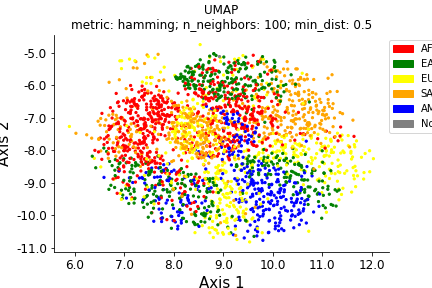 UMAP
metric: hamming; n_neighbors: 100; min_dist: 0.5
-5.0
-6.0
-7.0
-8.0
-9.0
-10.0
-11.0
Axis 2
6.0 7.0 8.0 9.0 10.0 11.0 12.0
Axis 1
AF
EA
EU
SA
AM
No